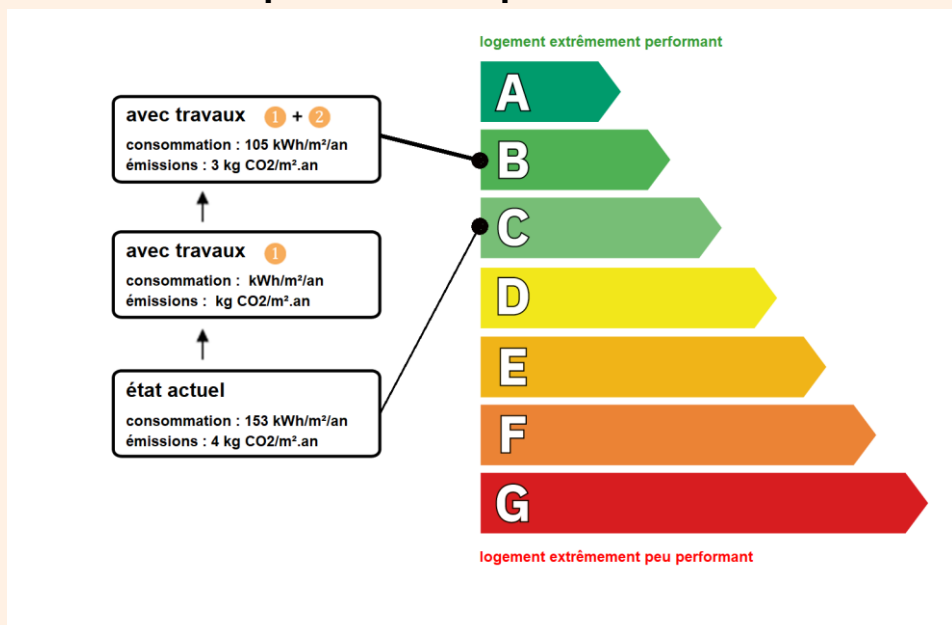 logement extrêmement performant
avec travaux 1 + 2
consommation : 105 kWh/m²/an
émissions : 3 kg CO2/m².an
avec travaux 1
consommation : kWh/m²/an
émissions : kg CO2/m².an
état actuel
consommation : 153 kWh/m²/an
émissions : 4 kg CO2/m².an
A
B
C
D
E
F
G
logement extrêmement peu performant